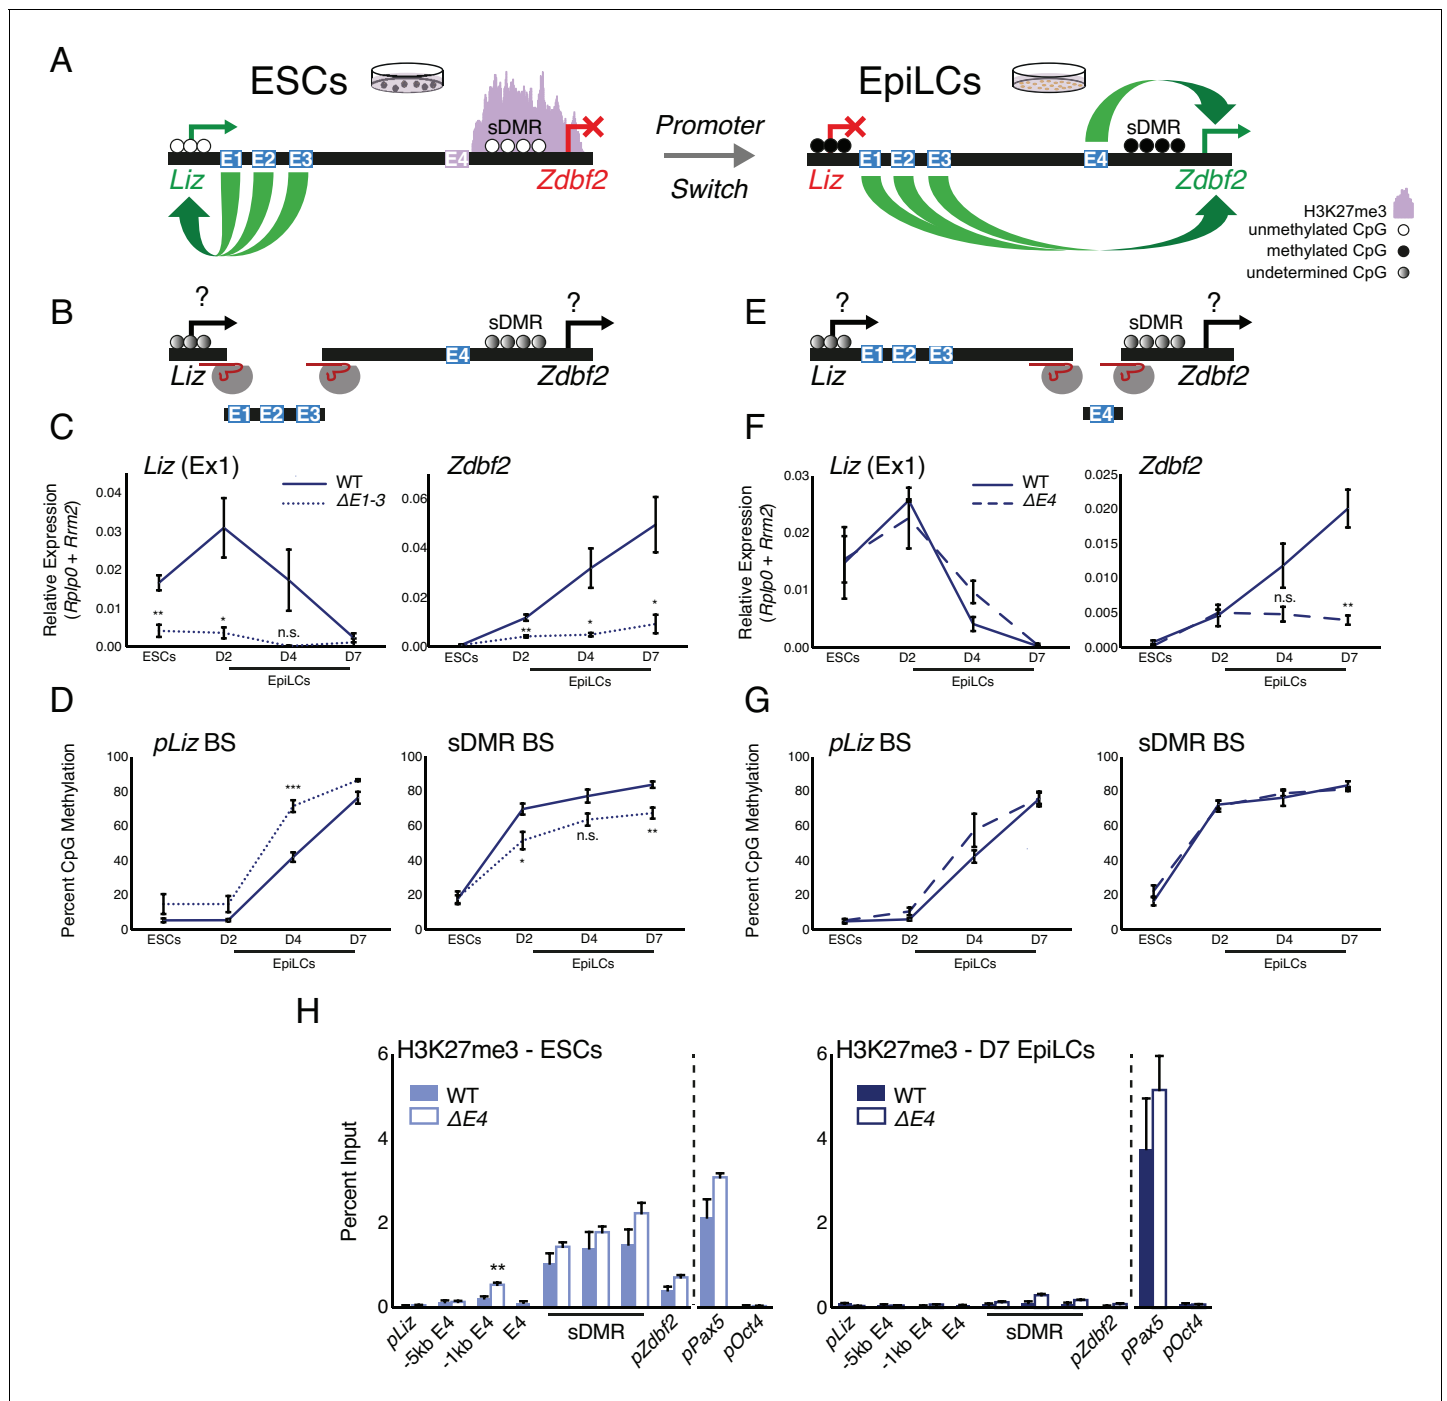 A
ESCs
EpiLCs
sDMR
E1 E2 E3 E4
Liz
Zdbf2
Promoter
Switch
sDMR
E1 E2 E3 E4
Liz
Zdbf2
H3K27me3
unmethylated CpG
methylated CpG
undetermined CpG
B
? ?
sDMR
E4
Liz
Zdbf2
E1 E2 E3
E
? ?
sDMR
E1 E2 E3
Liz
Zdbf2
E4
C
Liz (Ex1)
WT
ΔE1-3
Relative Expression
(Rplp0 + Rrm2)
0.04
0.03
0.02
0.01
0.00
** * n.s.
ESCs D2 D4 D7
EpiLCs
Zdbf2
0.06
0.04
0.02
0.00
** * *
ESCs D2 D4 D7
EpiLCs
F
Liz (Ex1)
WT
ΔE4
Relative Expression
(Rplp0 + Rrm2)
0.03
0.02
0.01
0.00
ESCs D2 D4 D7
EpiLCs
Zdbf2
0.025
0.020
0.015
0.010
0.005
0.000
n.s. **
ESCs D2 D4 D7
EpiLCs
D
pLiz BS
Percent CpG Methylation
100
80
60
40
20
0
***
ESCs D2 D4 D7
EpiLCs
sDMR BS
100
80
60
40
20
0
* n.s. **
ESCs D2 D4 D7
EpiLCs
G
pLiz BS
Percent CpG Methylation
100
80
60
40
20
0
ESCs D2 D4 D7
EpiLCs
sDMR BS
100
80
60
40
20
0
ESCs D2 D4 D7
EpiLCs
H
H3K27me3 - ESCs
WT
ΔE4
Percent Input
6
4
2
0
**
pLiz -5kb E4 -1kb E4 E4 sDMR pZdbf2 pPax5 pOct4
H3K27me3 - D7 EpiLCs
WT
ΔE4
6
4
2
0
pLiz -5kb E4 -1kb E4 E4 sDMR pZdbf2 pPax5 pOct4